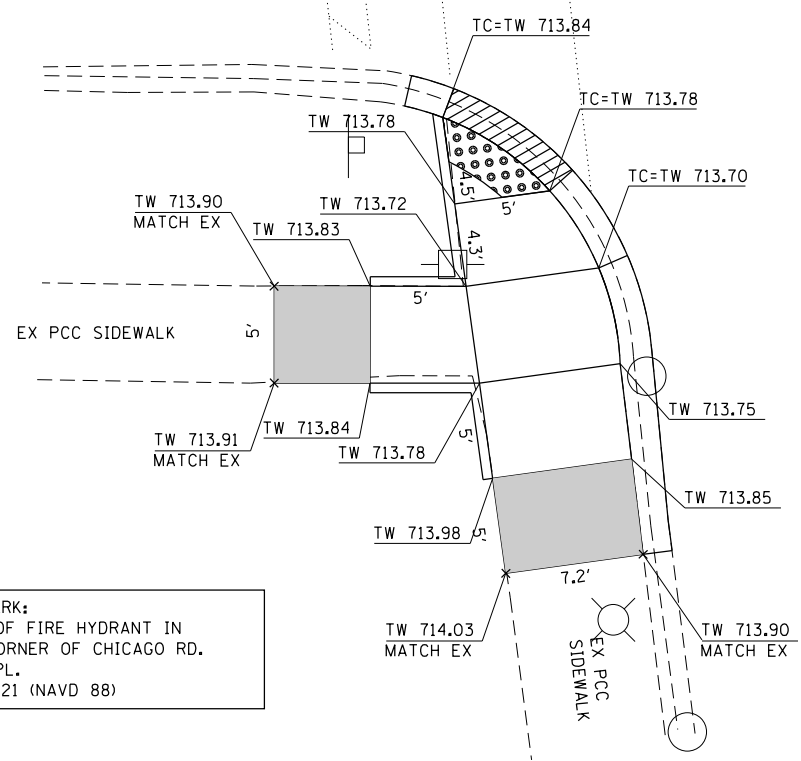 TC=TW 713.84
TC=TW 713.78
TW 713.78
TC=TW 713.70
TW 713.90
MATCH EX
TW 713.72
TW 713.83
4.5'
5'
4.3'
5'
EX PCC SIDEWALK
5'
TW 713.75
TW 713.84
TW 713.91
MATCH EX
TW 713.78
5'
TW 713.85
TW 713.98
5'
7.2'
TW 714.03
MATCH EX
TW 713.90
MATCH EX
EX PCC
SIDEWALK
RK:
OF FIRE HYDRANT IN
ORNER OF CHICAGO RD.
PL.
21 (NAVD 88)